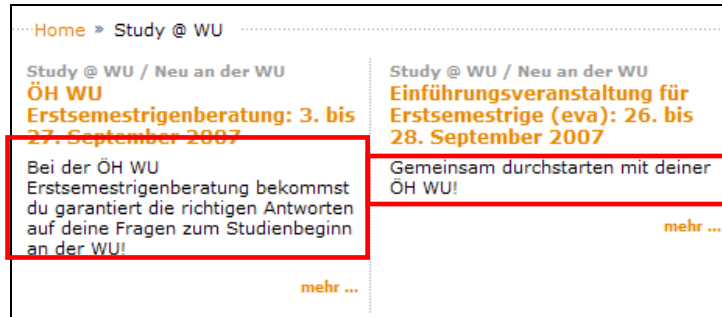 Home » Study @ WU
Study @ WU / Neu an der WU
ÖH WU
Erstsemestrigenberatung: 3. bis
27. September 2007
Bei der ÖH WU
Erstsemestrigenberatung bekommst
du garantiert die richtigen Antworten
auf deine Fragen zum Studienbeginn
an der WU!
mehr ...
Study @ WU / Neu an der WU
Einführungsveranstaltung für
Erstsemestrige (eva): 26. bis
28. September 2007
Gemeinsam durchstarten mit deiner
ÖH WU!
mehr ...